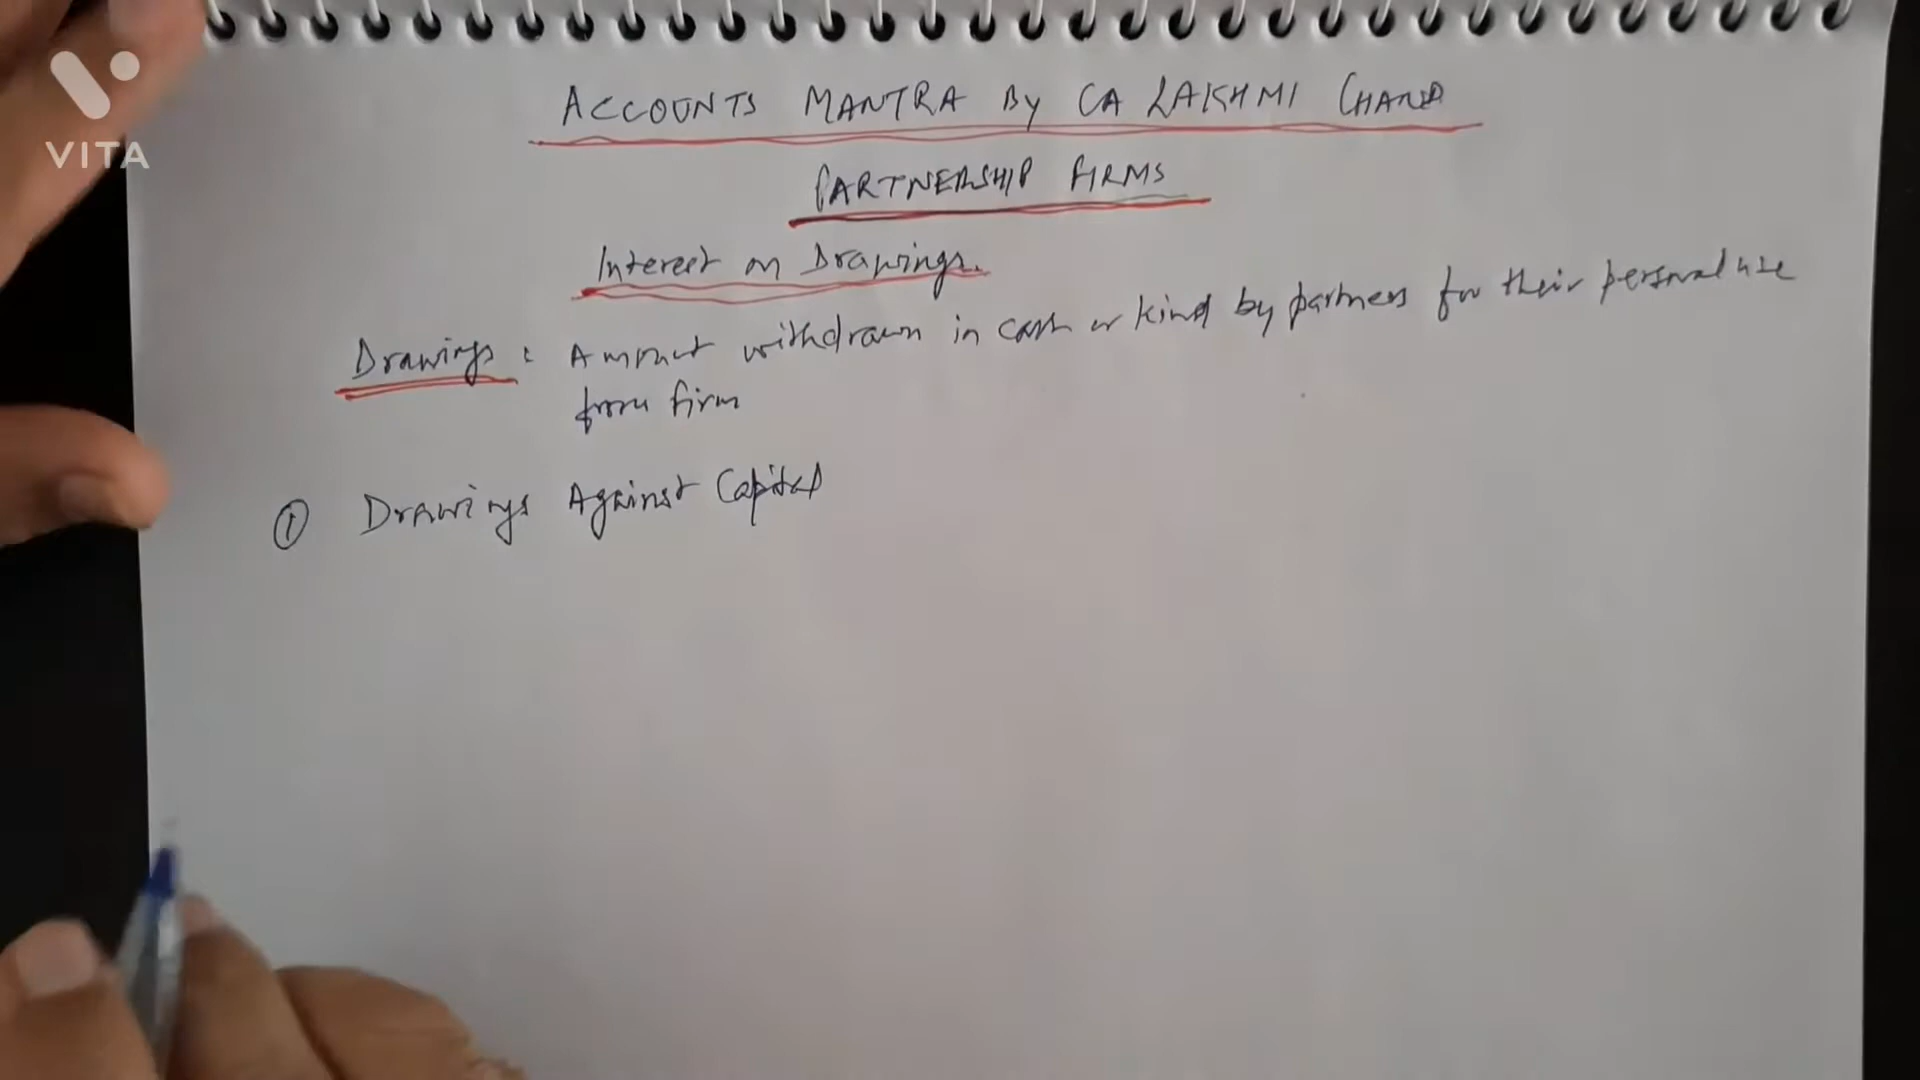 VITA
ACCOUNTS MANTRA By CA LAKHMI CHAND
PARTNERSHIP FIRMS
Interest on Drawings.
Drawings : Amount withdrawn in cash or kind by partners for their personal use
from firm
① Drawings Against Capital